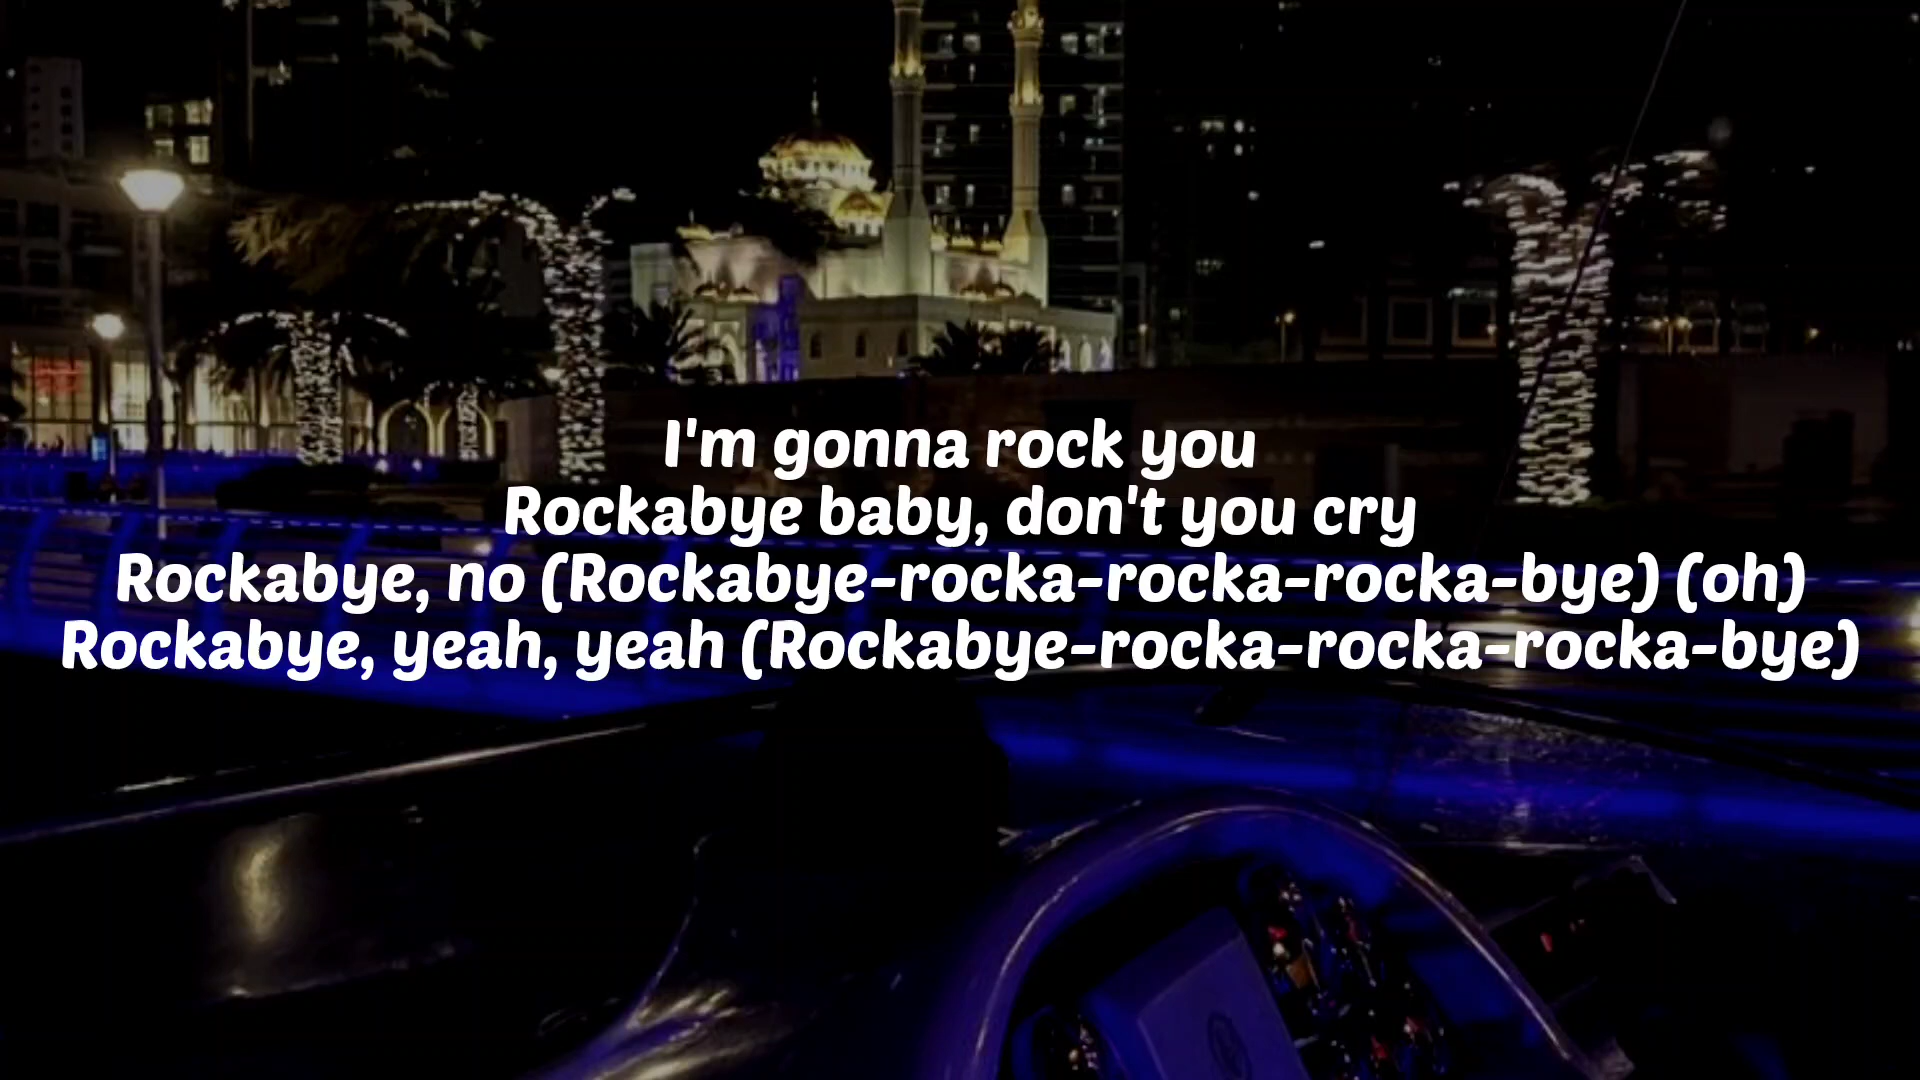 I'm gonna rock you
Rockabye baby, don't you cry
Rockabye, no (Rockabye-rocka-rocka-rocka-bye) (oh)
Rockabye, yeah, yeah (Rockabye-rocka-rocka-rocka-bye)